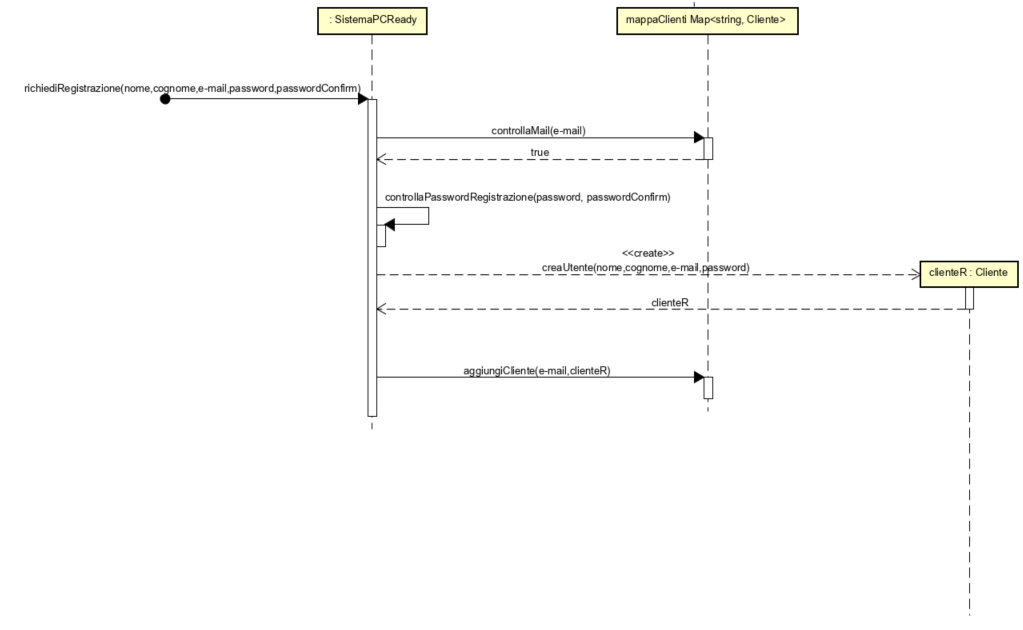 : SistemaPCReady
mappaClienti Map<string, Cliente>
richiediRegistrazione(nome,cognome,e-mail,password,passwordConfirm)
controllaMail(e-mail)
true
controllaPasswordRegistrazione(password, passwordConfirm)
<<create>>
creaUtente(nome,cognome,e-mail,password)
clienteR : Cliente
clienteR
aggiungiCliente(e-mail,clienteR)